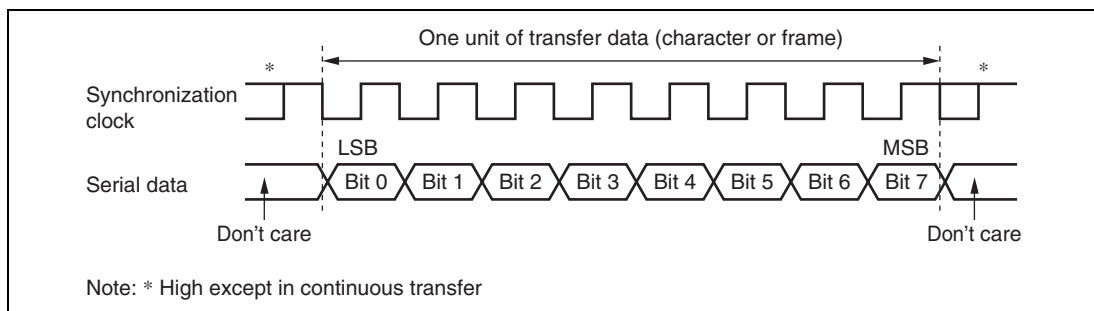 One unit of transfer data (character or frame)
* *
Synchronization
clock
LSB MSB
Serial data Bit 0 Bit 1 Bit 2 Bit 3 Bit 4 Bit 5 Bit 6 Bit 7
Don't care Don't care
Note: * High except in continuous transfer